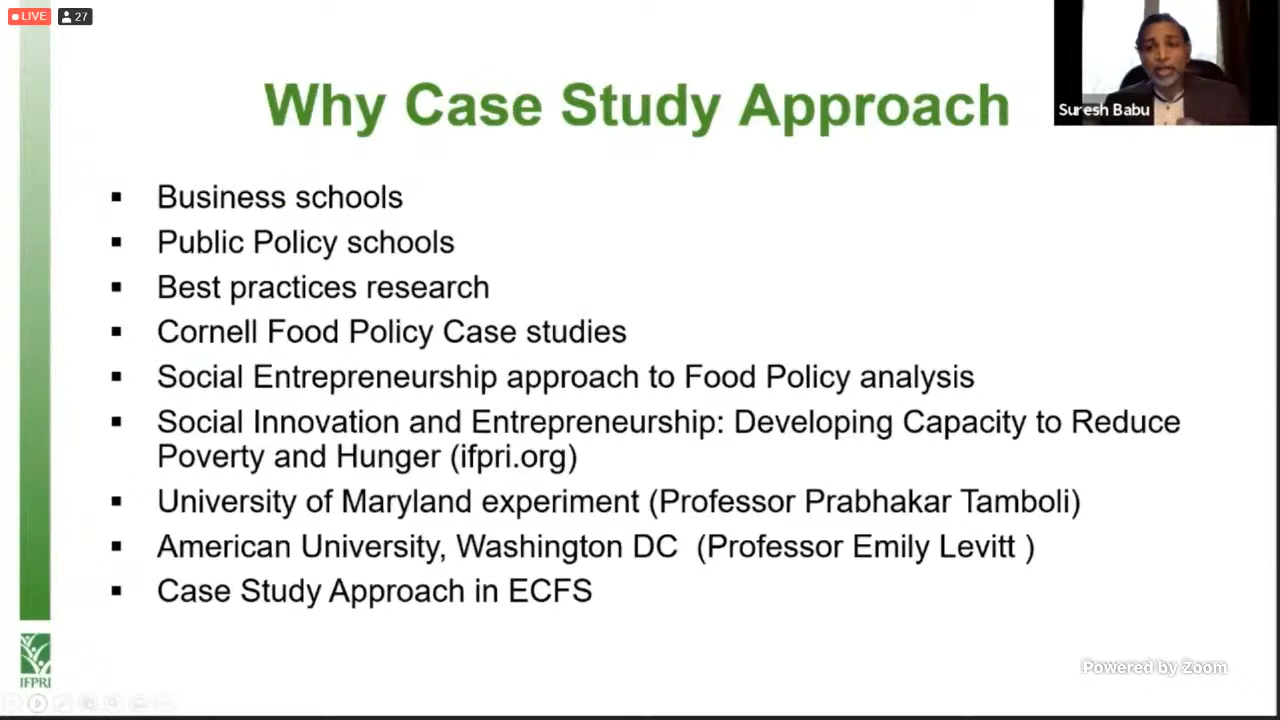 LIVE
27
Suresh Babu
Why Case Study Approach
▪ Business schools
▪ Public Policy schools
▪ Best practices research
▪ Cornell Food Policy Case studies
▪ Social Entrepreneurship approach to Food Policy analysis
▪ Social Innovation and Entrepreneurship: Developing Capacity to Reduce
Poverty and Hunger (ifpri.org)
▪ University of Maryland experiment (Professor Prabhakar Tamboli)
▪ American University, Washington DC  (Professor Emily Levitt )
▪ Case Study Approach in ECFS
IFPRI
Powered by Zoom